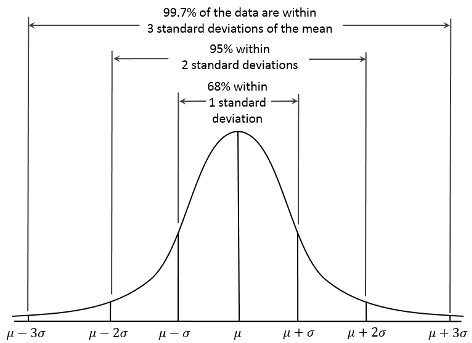 99.7% of the data are within
3 standard deviations of the mean
95% within
2 standard deviations
68% within
1 standard
deviation
μ − 3σ μ − 2σ μ − σ μ μ + σ μ + 2σ μ + 3σ